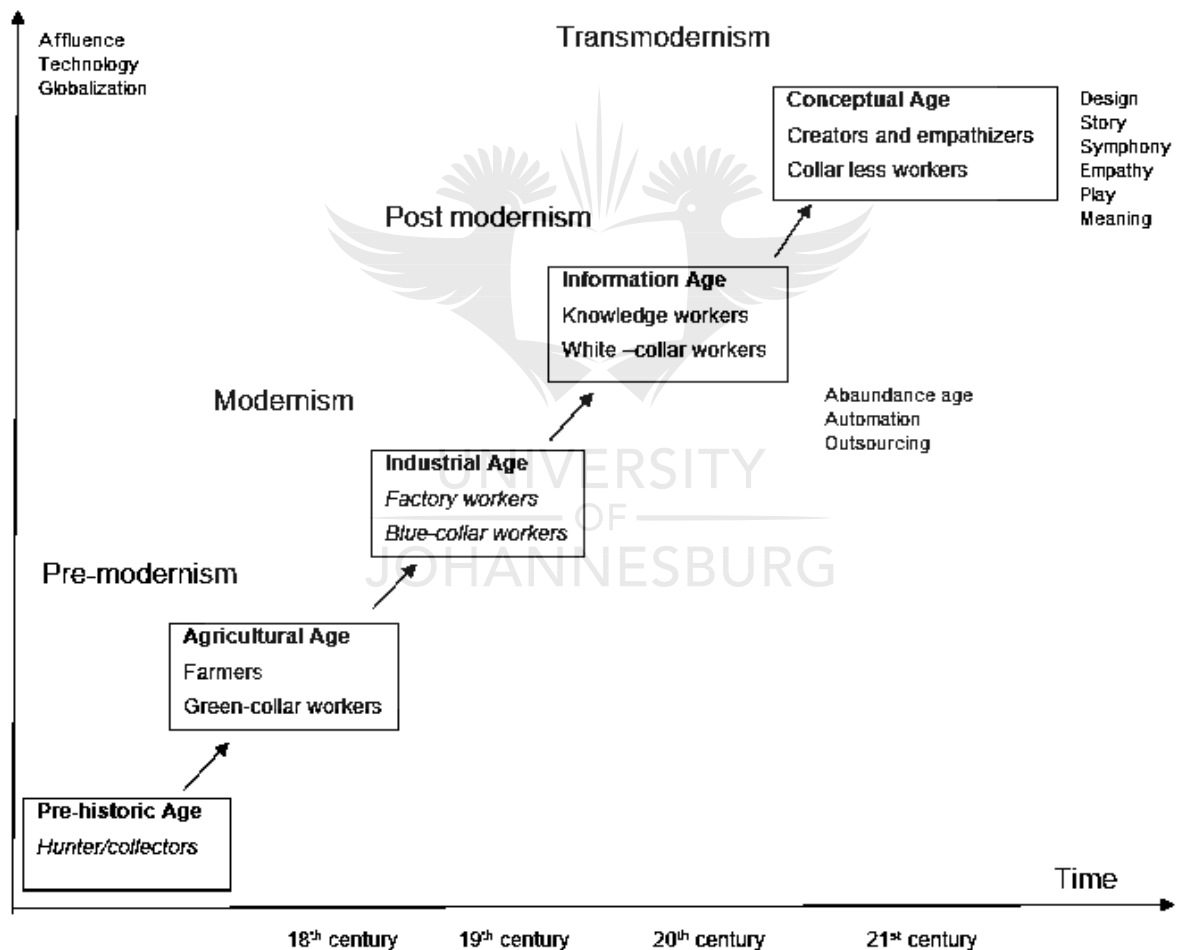 Affluence
Technology
Globalization
Transmodernism
Conceptual Age
Creators and empathizers
Collar less workers
Design
Story
Symphony
Empathy
Play
Meaning
Post modernism
Information Age
Knowledge workers
White –collar workers
Abaundance age
Automation
Outsourcing
Modernism
Industrial Age
Factory workers
Blue-collar workers
UNIVERSITY
OF
JOHANNESBURG
Pre-modernism
Agricultural Age
Farmers
Green-collar workers
Pre-historic Age
Hunter/collectors
Time
18th century 19th century 20th century 21st century